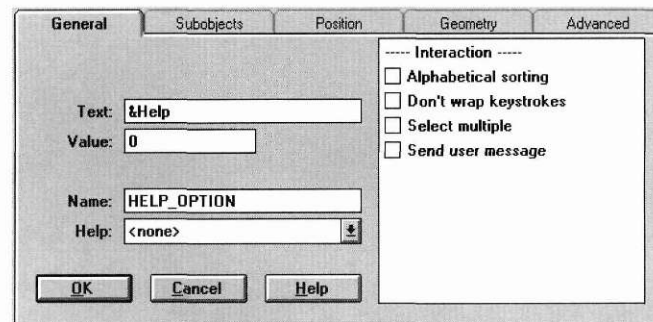 General Subobjects Position Geometry Advanced
Text: &Help
Value: 0
Name: HELP_OPTION
Help: <none>
OK Cancel Help
----- Interaction -----
Alphabetical sorting
Don't wrap keystrokes
Select multiple
Send user message